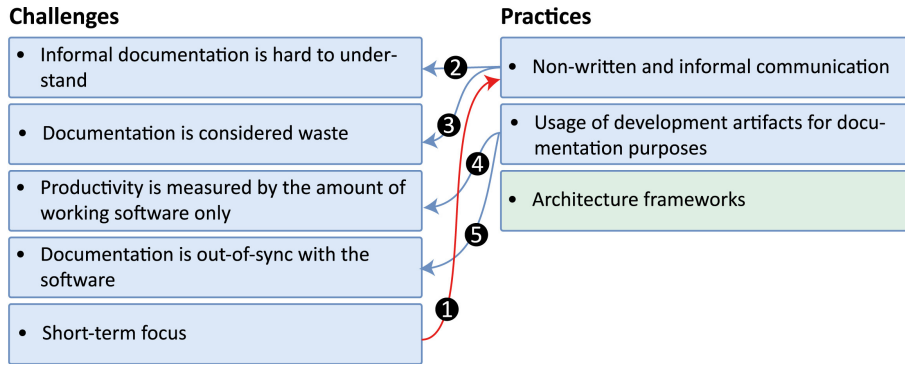 Challenges
• Informal documentation is hard to under-
stand
• Documentation is considered waste
• Productivity is measured by the amount of
working software only
• Documentation is out-of-sync with the
software
• Short-term focus
2
3
4
5
1
Practices
• Non-written and informal communication
• Usage of development artifacts for docu-
mentation purposes
• Architecture frameworks